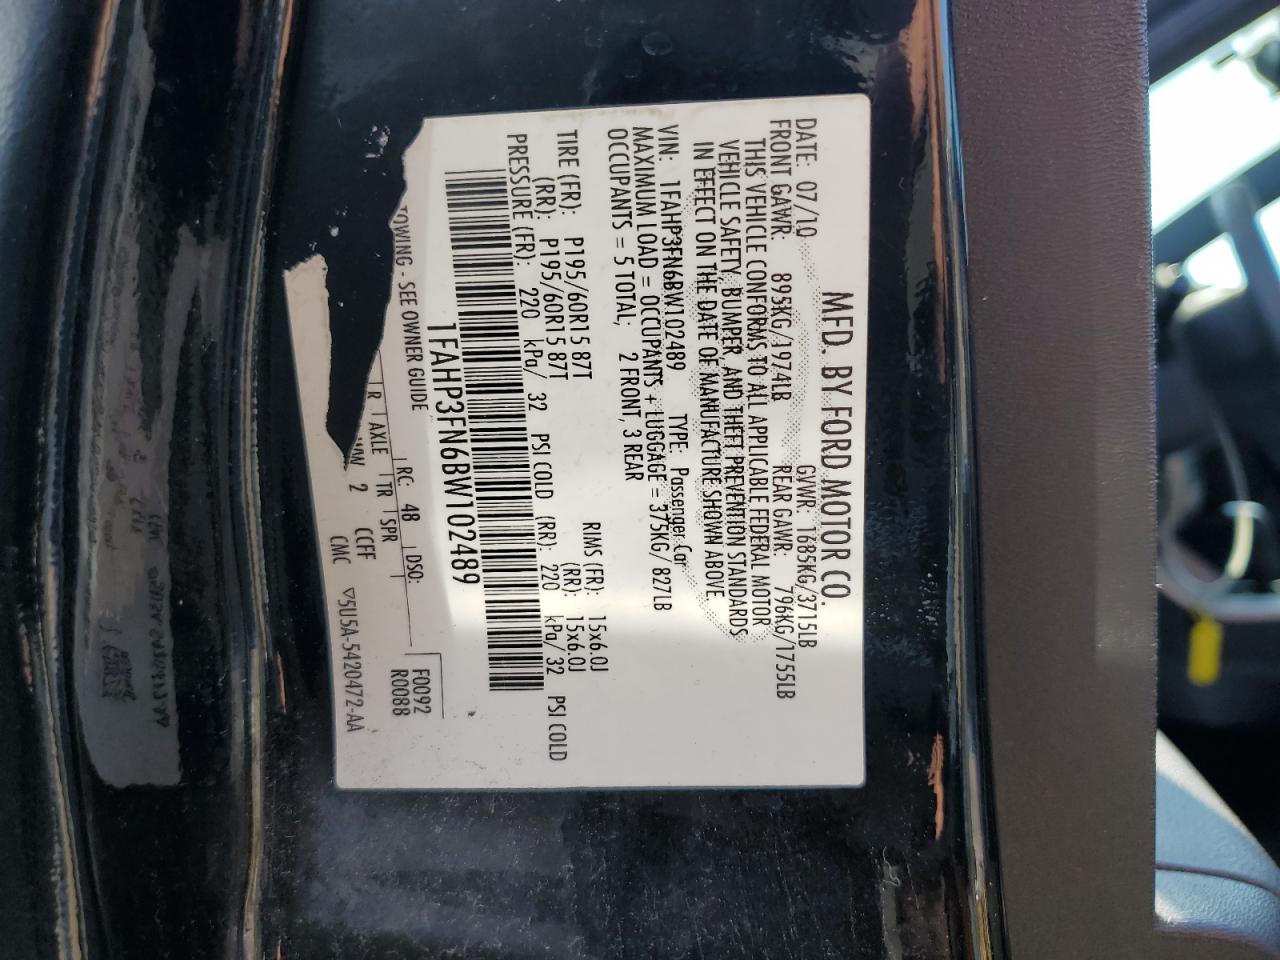 MFD. BY FORD MOTOR CO.
DATE: 07/10 GVWR: 1685KG/3715LB
FRONT GAWR: 895KG/1974LB REAR GAWR: 796KG/1755LB
THIS VEHICLE CONFORMS TO ALL APPLICABLE FEDERAL MOTOR
VEHICLE SAFETY, BUMPER, AND THEFT PREVENTION STANDARDS
IN EFFECT ON THE DATE OF MANUFACTURE SHOWN ABOVE
VIN: 1FAHP3FN6BW102489 TYPE: Passenger Car
MAXIMUM LOAD = OCCUPANTS + LUGGAGE = 375KG/ 827LB
OCCUPANTS = 5 TOTAL; 2 FRONT, 3 REAR
TIRE (FR): P195/60R15 87T RIMS (FR): 15x6.0J
(RR): P195/60R15 87T (RR): 15x6.0J
PRESSURE (FR): 220 kPa/ 32 PSI COLD (RR): 220 kPa/ 32 PSI COLD
1FAHP3FN6BW102489
TOWING - SEE OWNER GUIDE F0092
RC: 48 DSO: R0088
R AXLE TR SPR
2 CCFF
CMC ▽5U5A-5420472-AA